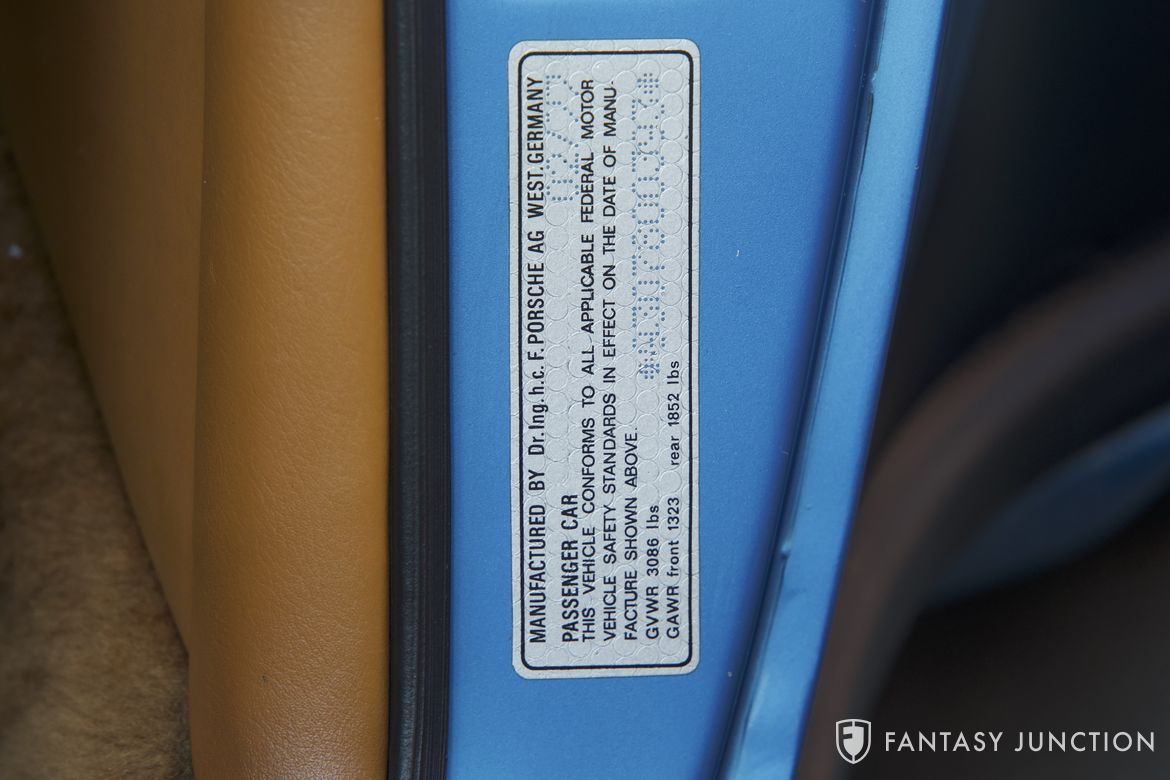 MANUFACTURED BY Dr.Ing.h.c. F. PORSCHE AG WEST.GERMANY
PASSENGER CAR
THIS VEHICLE CONFORMS TO ALL APPLICABLE FEDERAL MOTOR
VEHICLE SAFETY STANDARDS IN EFFECT ON THE DATE OF MANU-
FACTURE SHOWN ABOVE.
GVWR 3086 lbs
GAWR front 1323 rear 1852 lbs
FANTASY JUNCTION